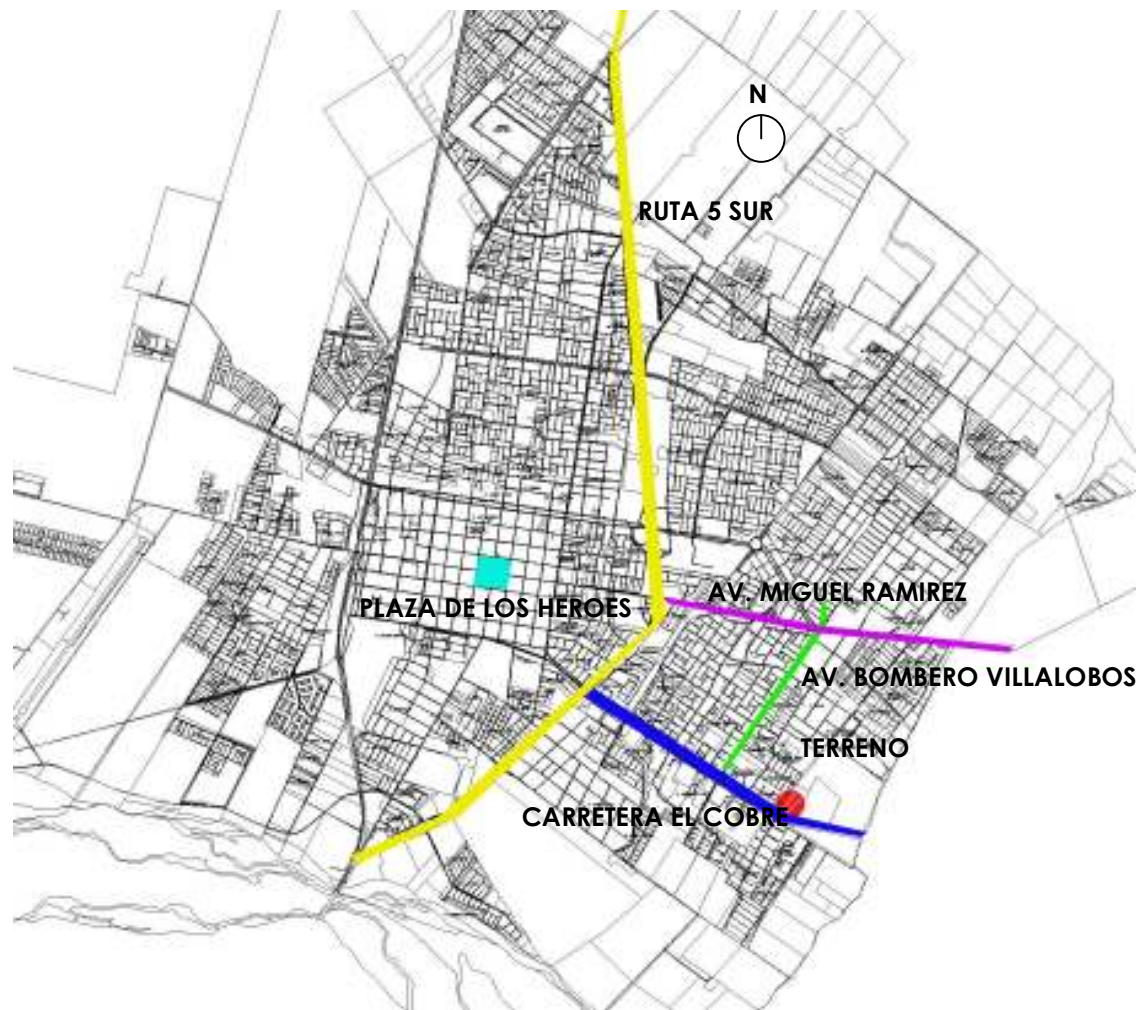 N
RUTA 5 SUR
AV. MIGUEL RAMIREZ
PLAZA DE LOS HEROES
AV. BOMBERO VILLALOBOS
TERRENO
CARRETERA EL COBRE